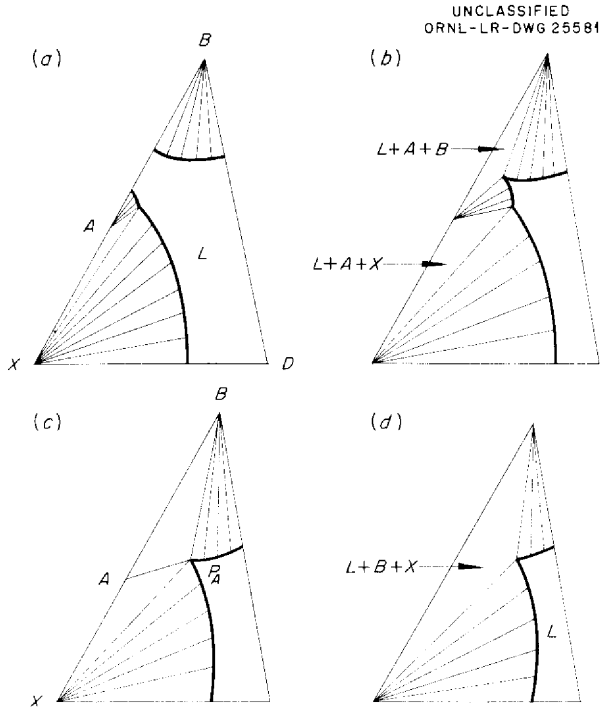 UNCLASSIFIED
ORNL-LR-DWG 25581
(a)
B
A
L
X
D
(b)
L+A+B
L+A+X
(c)
B
A
P_A
X
(d)
L+B+X
L